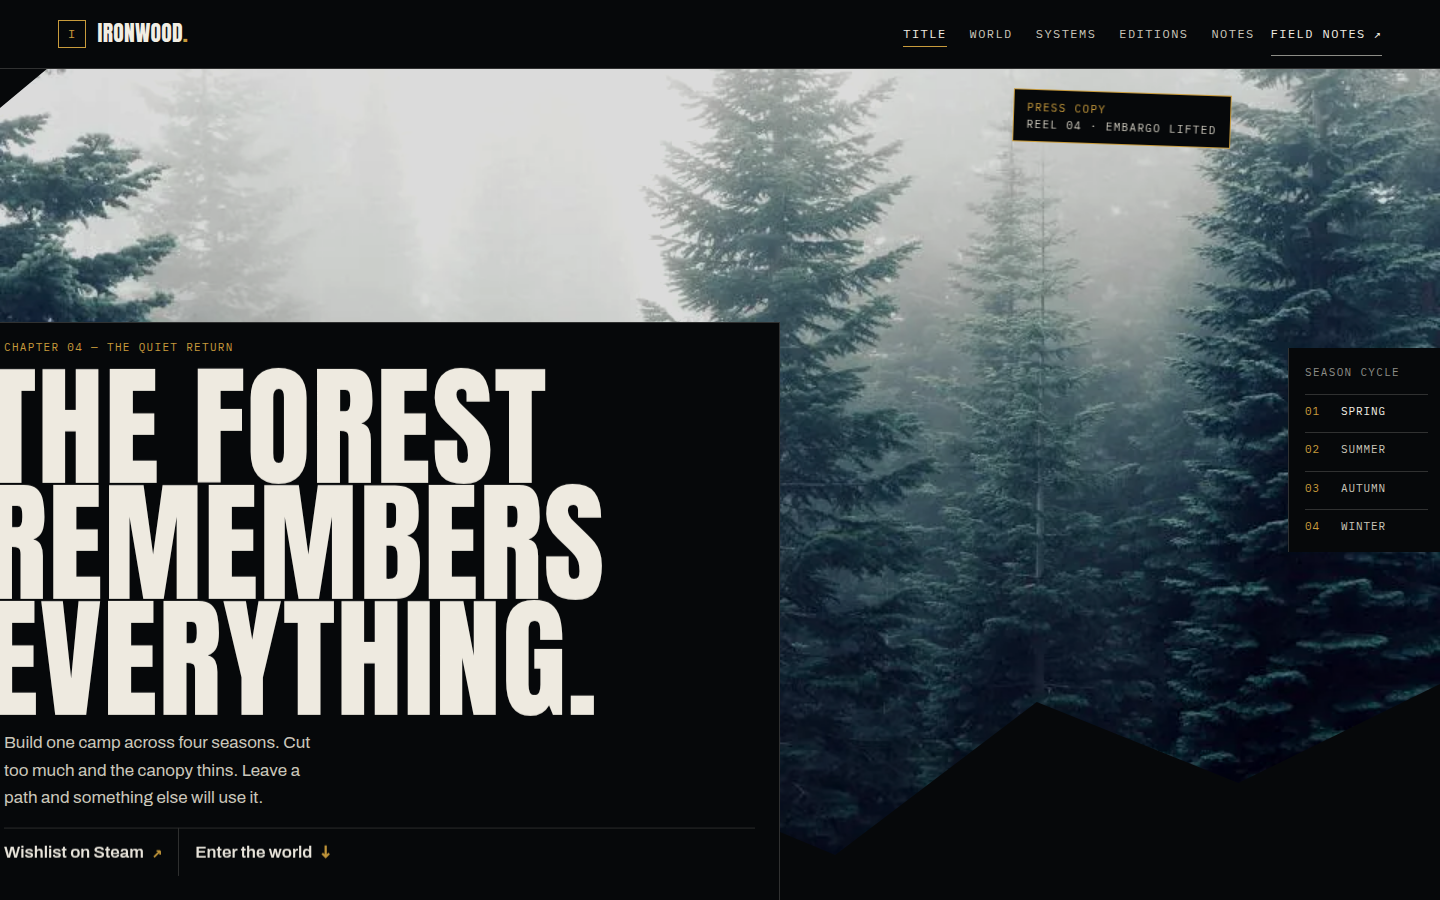 I IRONWOOD.
TITLE WORLD SYSTEMS EDITIONS NOTES FIELD NOTES ↗
PRESS COPY
REEL 04 · EMBARGO LIFTED
CHAPTER 04 — THE QUIET RETURN
THE FOREST
REMEMBERS
EVERYTHING.
Build one camp across four seasons. Cut
too much and the canopy thins. Leave a
path and something else will use it.
Wishlist on Steam ↗ Enter the world ↓
SEASON CYCLE
01 SPRING
02 SUMMER
03 AUTUMN
04 WINTER